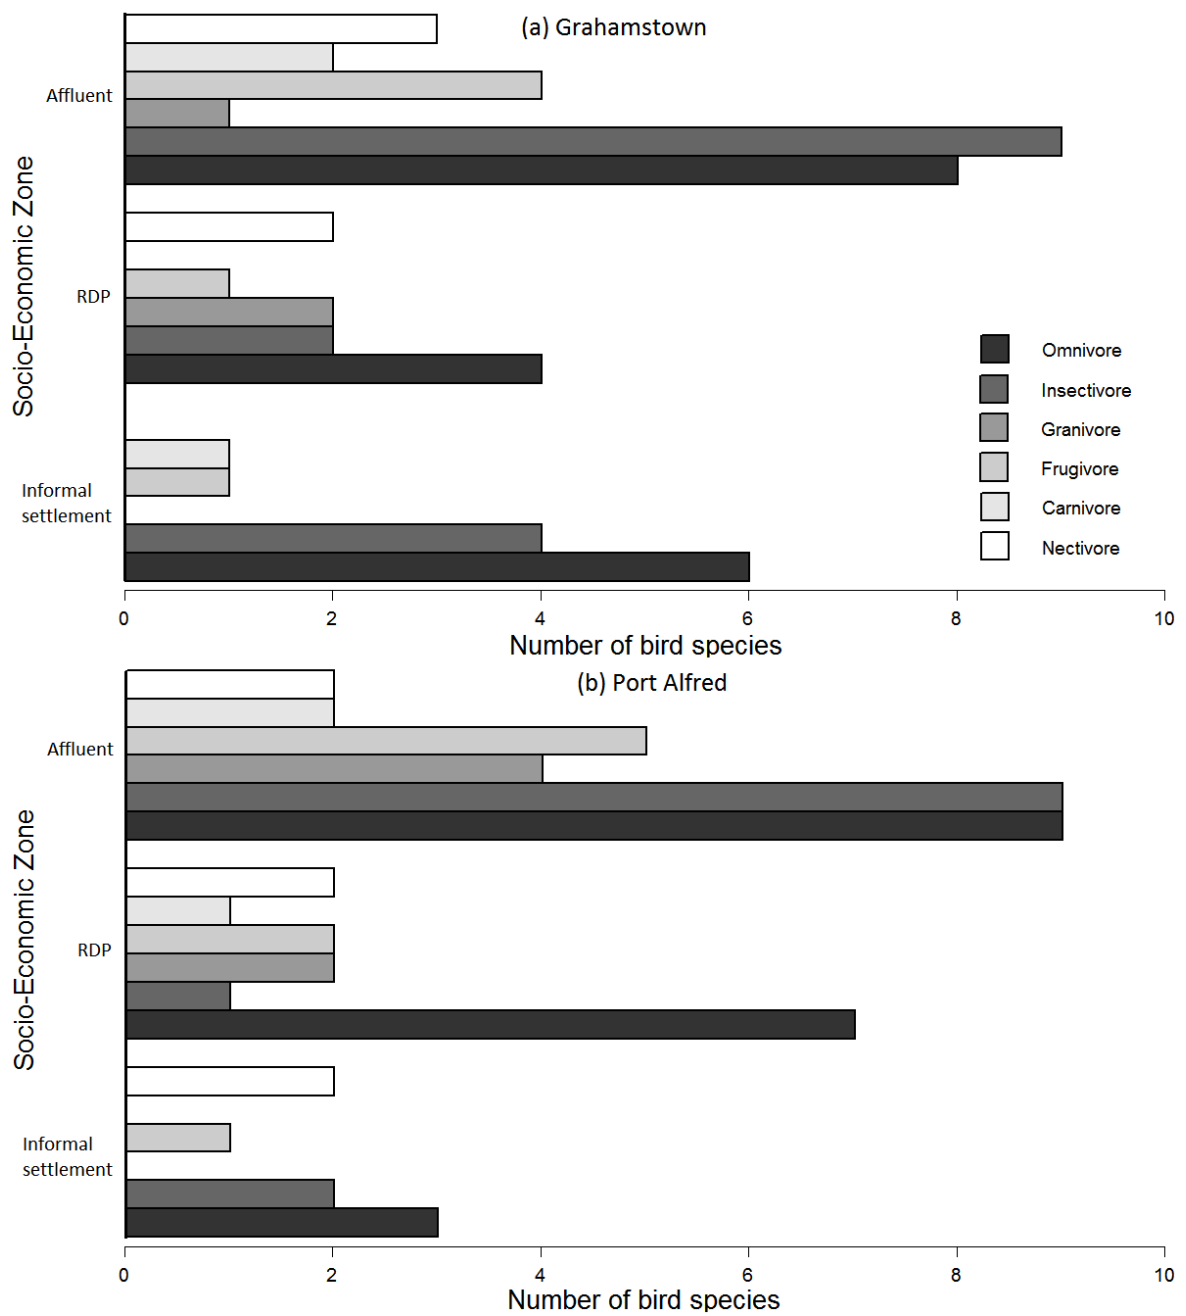 (a) Grahamstown
Affluent
RDP
Informal
settlement
Socio-Economic Zone
Omnivore
Insectivore
Granivore
Frugivore
Carnivore
Nectivore
0 2 4 6 8 10
Number of bird species
(b) Port Alfred
Affluent
RDP
Informal
settlement
Socio-Economic Zone
0 2 4 6 8 10
Number of bird species